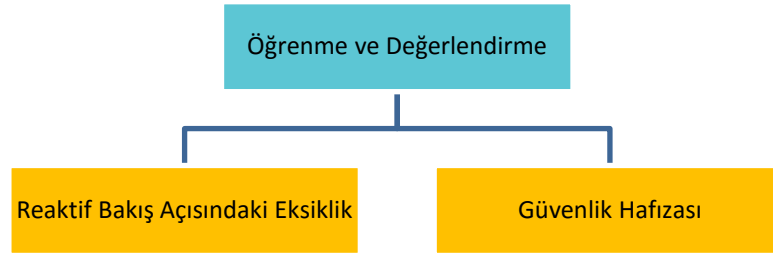 Öğrenme ve Değerlendirme
Reaktif Bakış Açısındaki Eksiklik
Güvenlik Hafızası